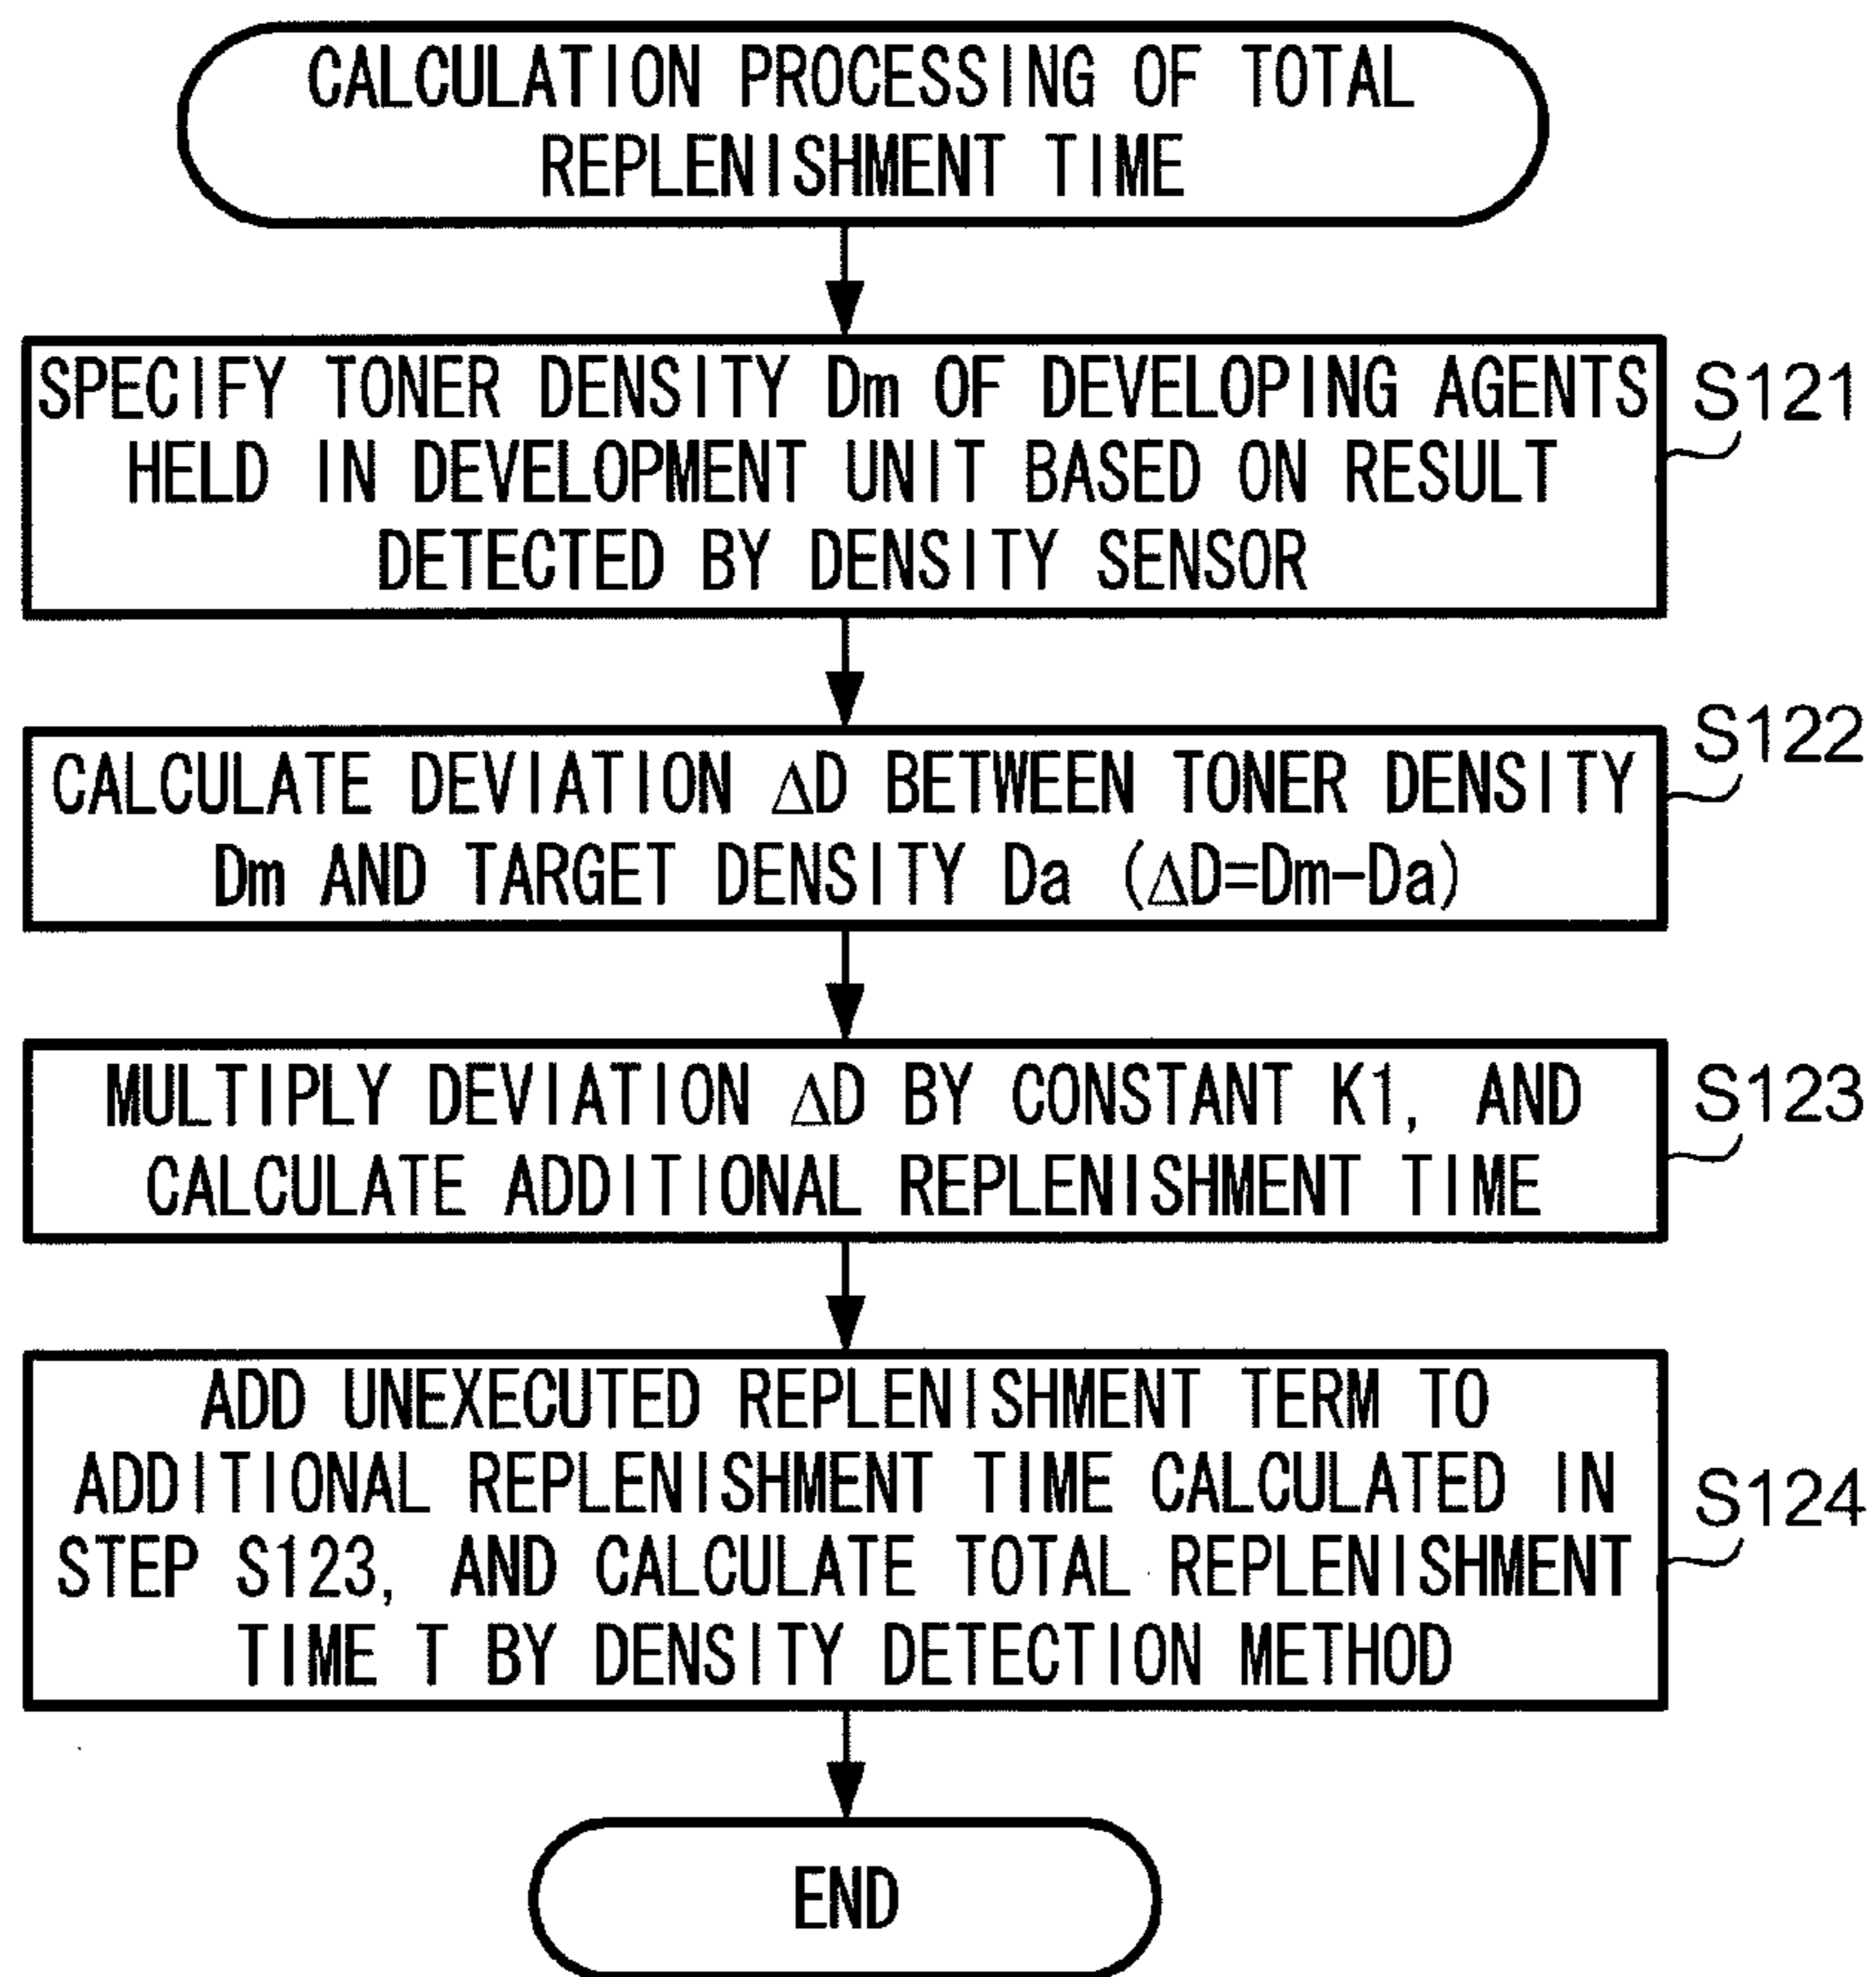 CALCULATION PROCESSING OF TOTAL
REPLENISHMENT TIME
SPECIFY TONER DENSITY Dm OF DEVELOPING AGENTS
HELD IN DEVELOPMENT UNIT BASED ON RESULT
DETECTED BY DENSITY SENSOR
S121
CALCULATE DEVIATION ΔD BETWEEN TONER DENSITY
Dm AND TARGET DENSITY Da (ΔD=Dm-Da)
S122
MULTIPLY DEVIATION ΔD BY CONSTANT K1, AND
CALCULATE ADDITIONAL REPLENISHMENT TIME
S123
ADD UNEXECUTED REPLENISHMENT TERM TO
ADDITIONAL REPLENISHMENT TIME CALCULATED IN
STEP S123, AND CALCULATE TOTAL REPLENISHMENT
TIME T BY DENSITY DETECTION METHOD
S124
END